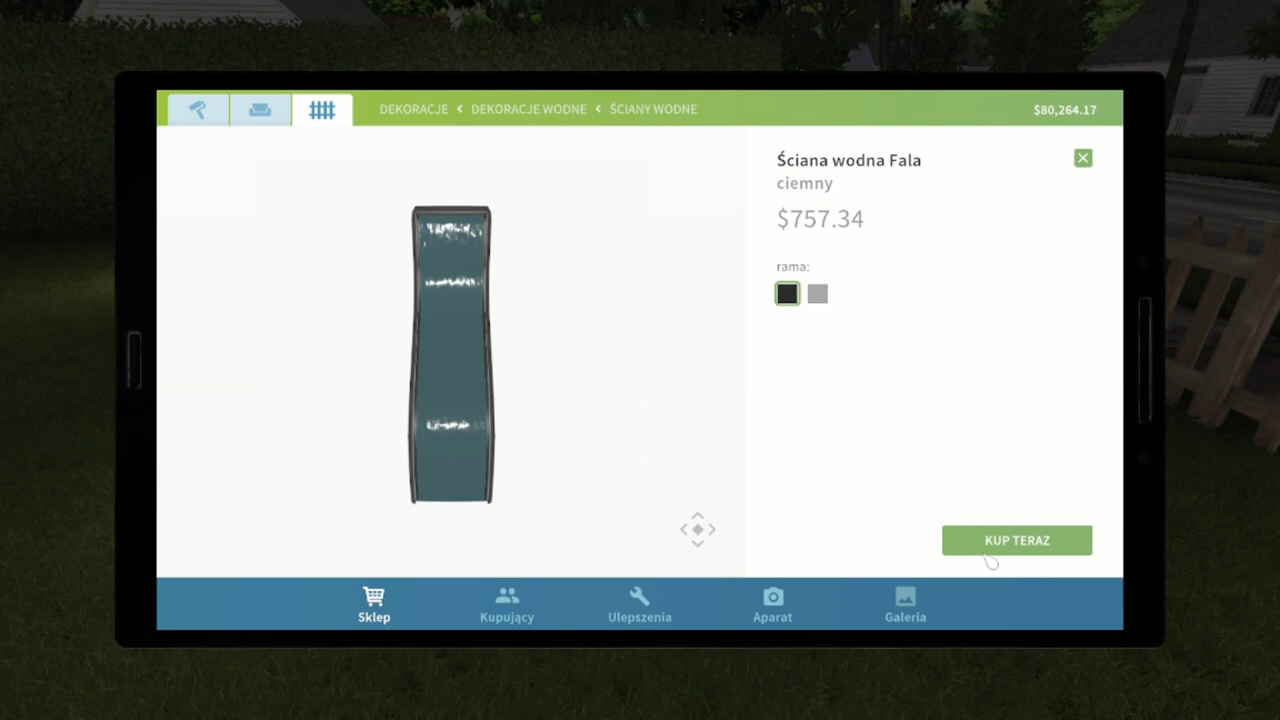 DEKORACJE < DEKORACJE WODNE < ŚCIANY WODNE
$80,264.17
Ściana wodna Fala
ciemny
$757.34
rama:
KUP TERAZ
Sklep
Kupujący
Ulepszenia
Aparat
Galeria